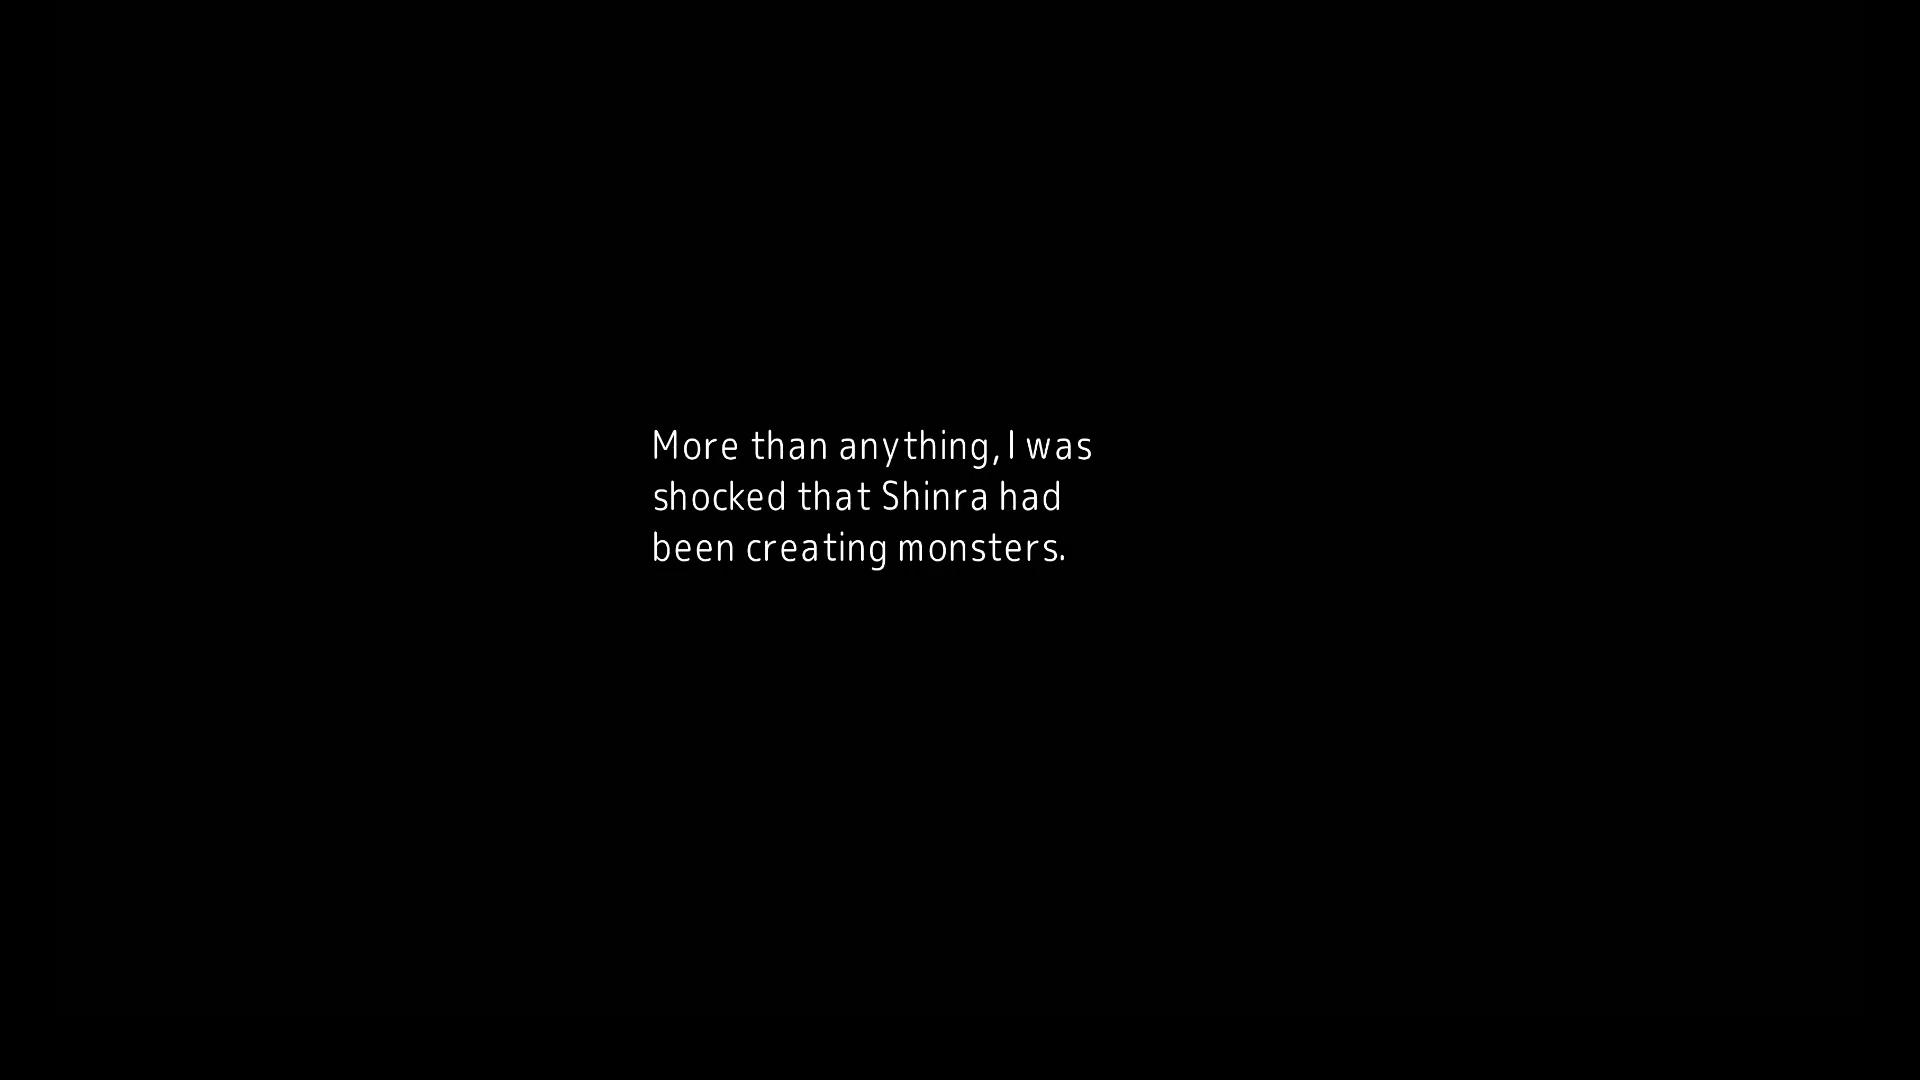 More than anything, I was
shocked that Shinra had
been creating monsters.